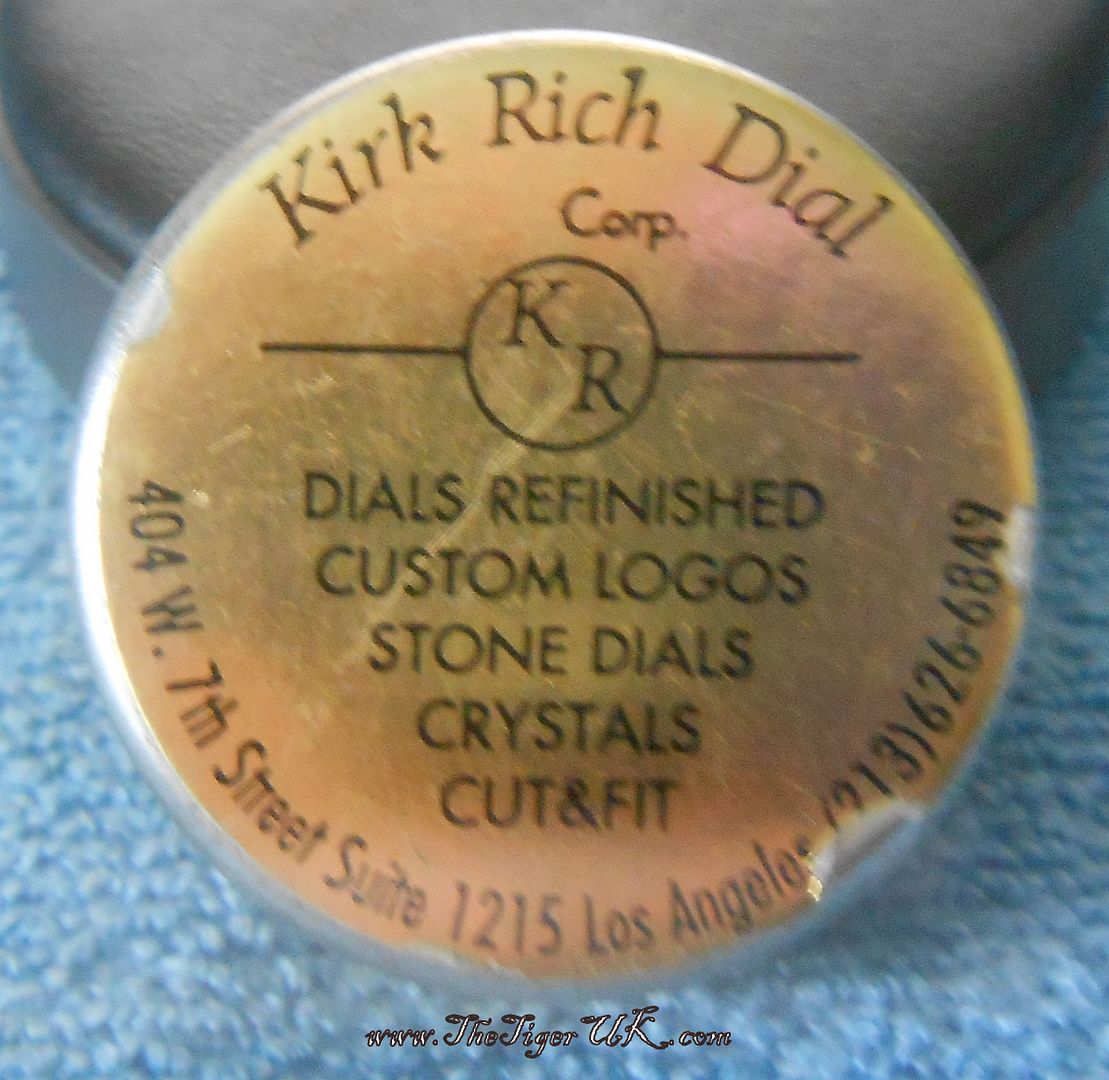 Kirk Rich Dial
Corp.
K
R
DIALS REFINISHED
CUSTOM LOGOS
STONE DIALS
CRYSTALS
CUT&FIT
404 W. 7th Street Suite 1215 Los Angelos (213)626-6849
www.TheTigerUK.com